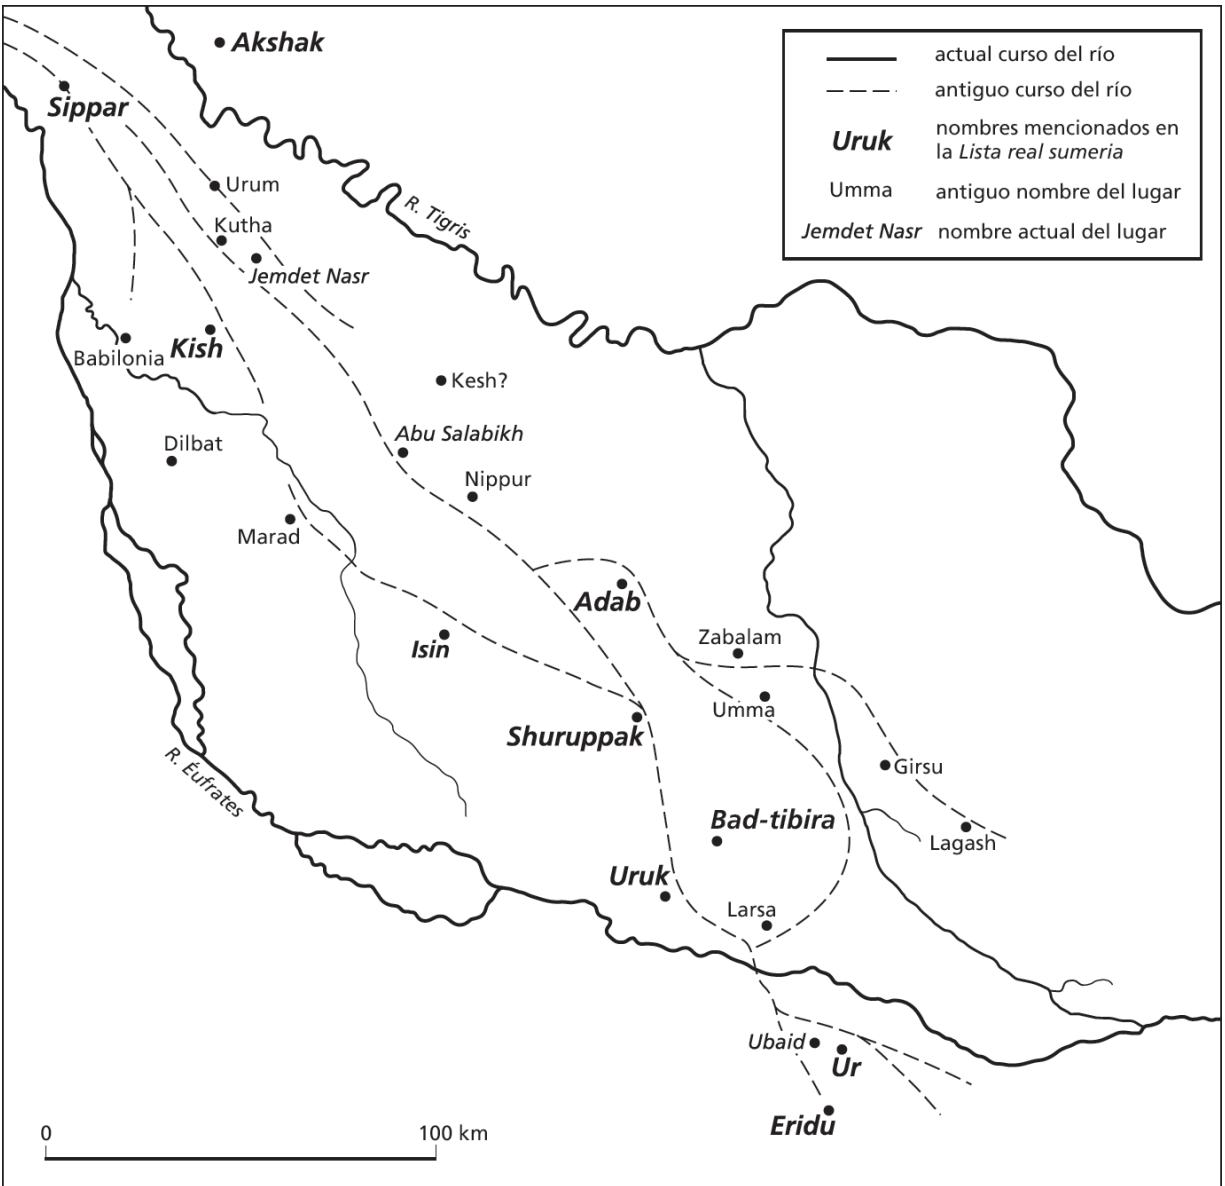 Akshak
Sippar
actual curso del río
antiguo curso del río
Uruk
nombres mencionados en
la Lista real sumeria
Umma
antiguo nombre del lugar
Jemdet Nasr
nombre actual del lugar
Urum
Kutha
Jemdet Nasr
R. Tigris
Babilonia
Kish
Kesh?
Abu Salabikh
Dilbat
Nippur
Marad
Adab
Isin
Zabalam
Umma
Shuruppak
Girsu
R. Éufrates
Bad-tibira
Lagash
Uruk
Larsa
Ubaid
Ur
Eridu
0
100 km